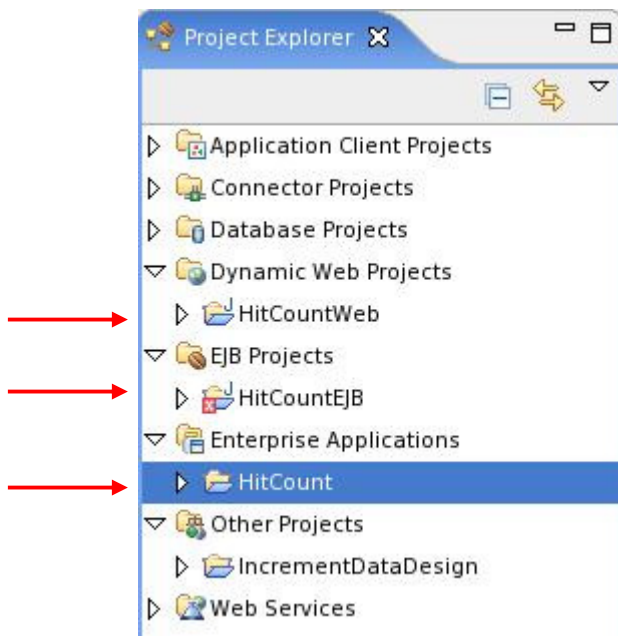 Project Explorer
Application Client Projects
Connector Projects
Database Projects
Dynamic Web Projects
HitCountWeb
EJB Projects
HitCountEJB
Enterprise Applications
HitCount
Other Projects
IncrementDataDesign
Web Services